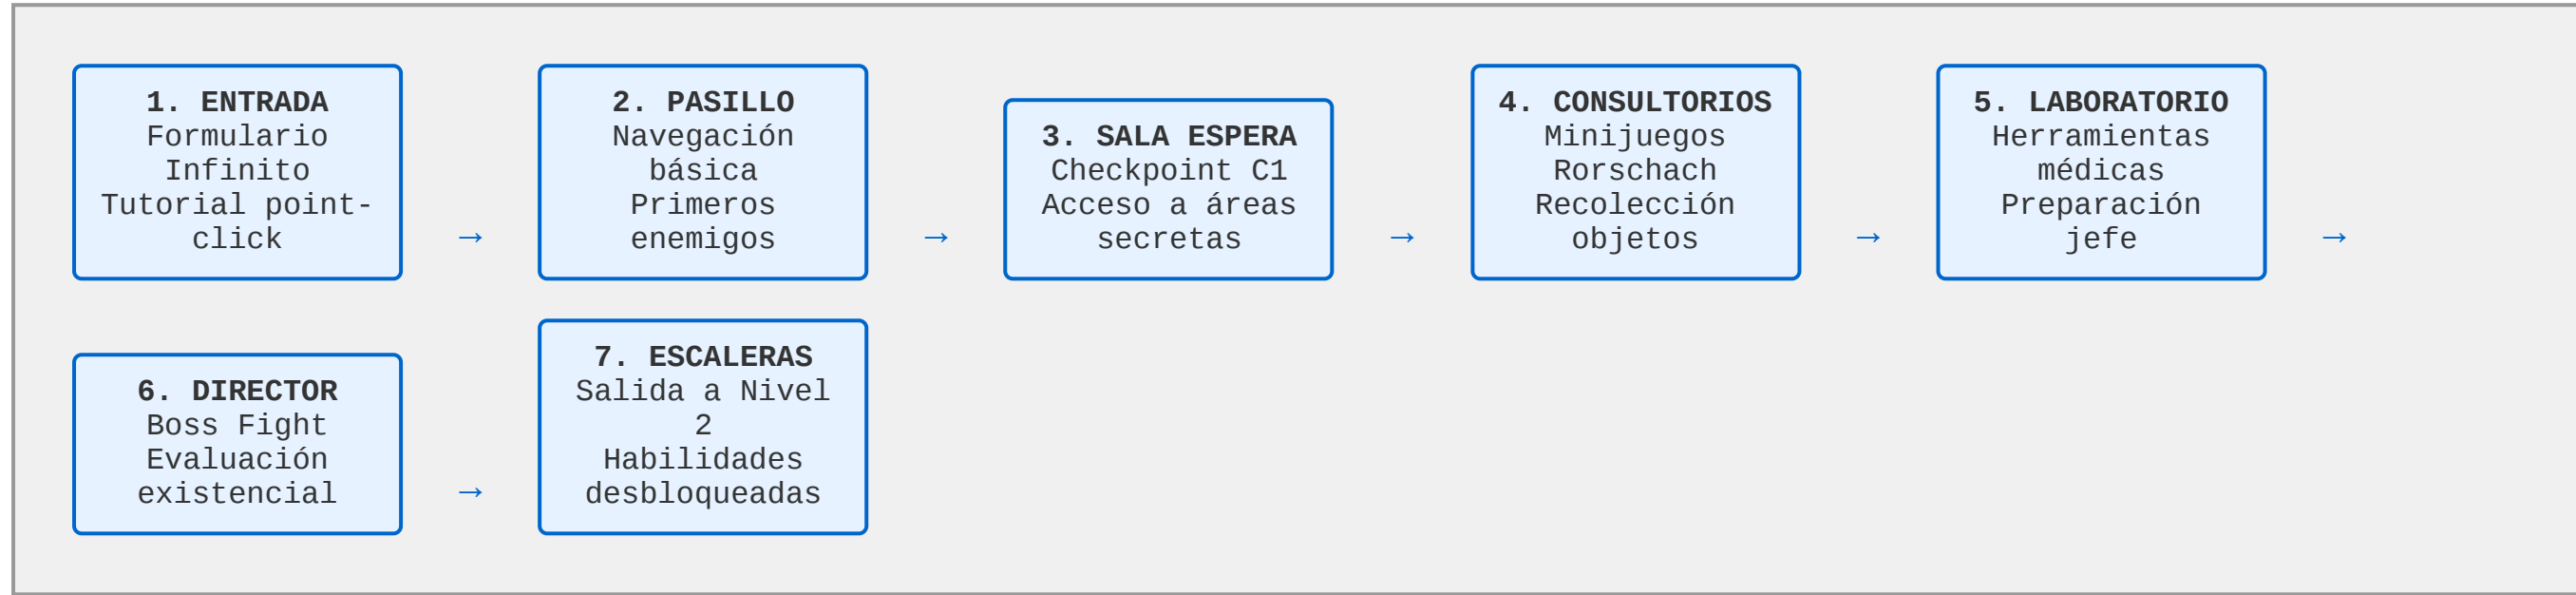 1. ENTRADA
Formulario
Infinito
Tutorial point-
click
→
2. PASILLO
Navegación
básica
Primeros
enemigos
→
3. SALA ESPERA
Checkpoint C1
Acceso a áreas
secretas
→
4. CONSULTORIOS
Minijuegos
Rorschach
Recolección
objetos
→
5. LABORATORIO
Herramientas
médicas
Preparación
jefe
→
6. DIRECTOR
Boss Fight
Evaluación
existencial
→
7. ESCALERAS
Salida a Nivel
2
Habilidades
desbloqueadas